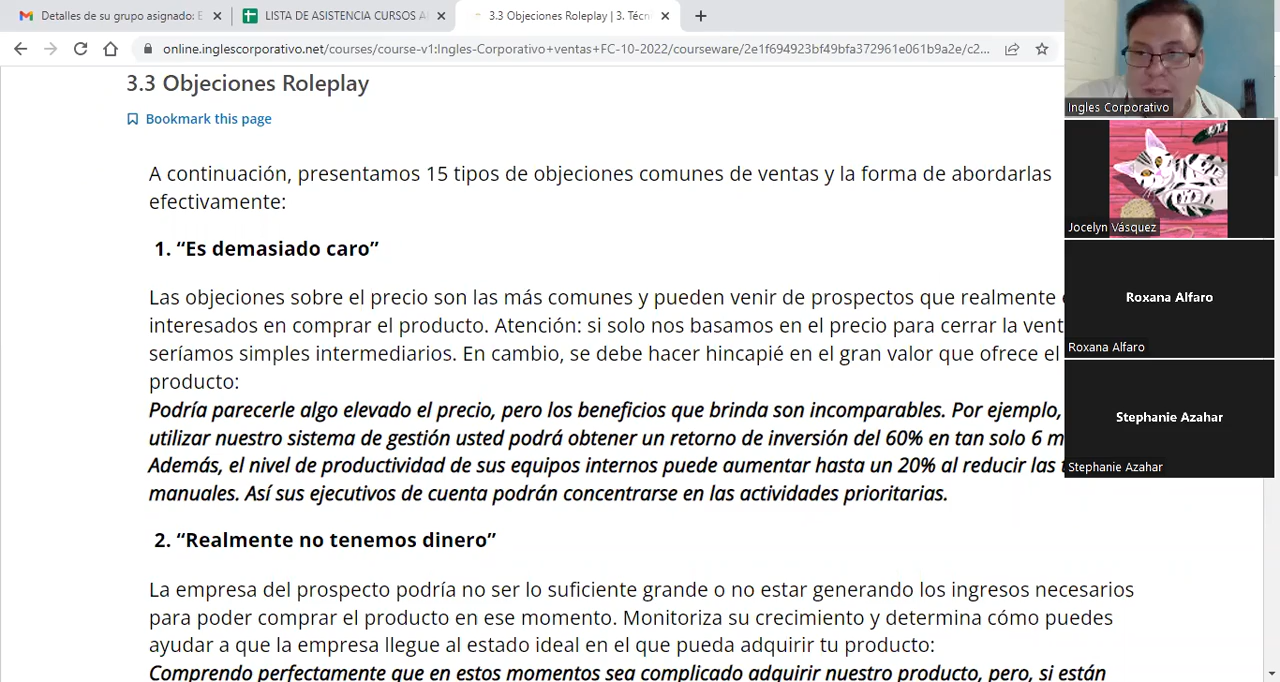 Detalles de su grupo asignado: E
LISTA DE ASISTENCIA CURSOS A
3.3 Objeciones Roleplay | 3. Técn
online.inglescorporativo.net/courses/course-v1:Ingles-Corporativo+ventas+FC-10-2022/courseware/2e1f694923bf49bfa372961e061b9a2e/c2...
3.3 Objeciones Roleplay
Bookmark this page
A continuación, presentamos 15 tipos de objeciones comunes de ventas y la forma de abordarlas
efectivamente:
1. “Es demasiado caro”
Las objeciones sobre el precio son las más comunes y pueden venir de prospectos que realmente
interesados en comprar el producto. Atención: si solo nos basamos en el precio para cerrar la vent
seríamos simples intermediarios. En cambio, se debe hacer hincapié en el gran valor que ofrece el
producto:
Podría parecerle algo elevado el precio, pero los beneficios que brinda son incomparables. Por ejemplo,
utilizar nuestro sistema de gestión usted podrá obtener un retorno de inversión del 60% en tan solo 6 m
Además, el nivel de productividad de sus equipos internos puede aumentar hasta un 20% al reducir las
manuales. Así sus ejecutivos de cuenta podrán concentrarse en las actividades prioritarias.
2. “Realmente no tenemos dinero”
La empresa del prospecto podría no ser lo suficiente grande o no estar generando los ingresos necesarios
para poder comprar el producto en ese momento. Monitoriza su crecimiento y determina cómo puedes
ayudar a que la empresa llegue al estado ideal en el que pueda adquirir tu producto:
Comprendo perfectamente que en estos momentos sea complicado adquirir nuestro producto, pero, si están
Ingles Corporativo
Jocelyn Vásquez
Roxana Alfaro
Roxana Alfaro
Stephanie Azahar
Stephanie Azahar